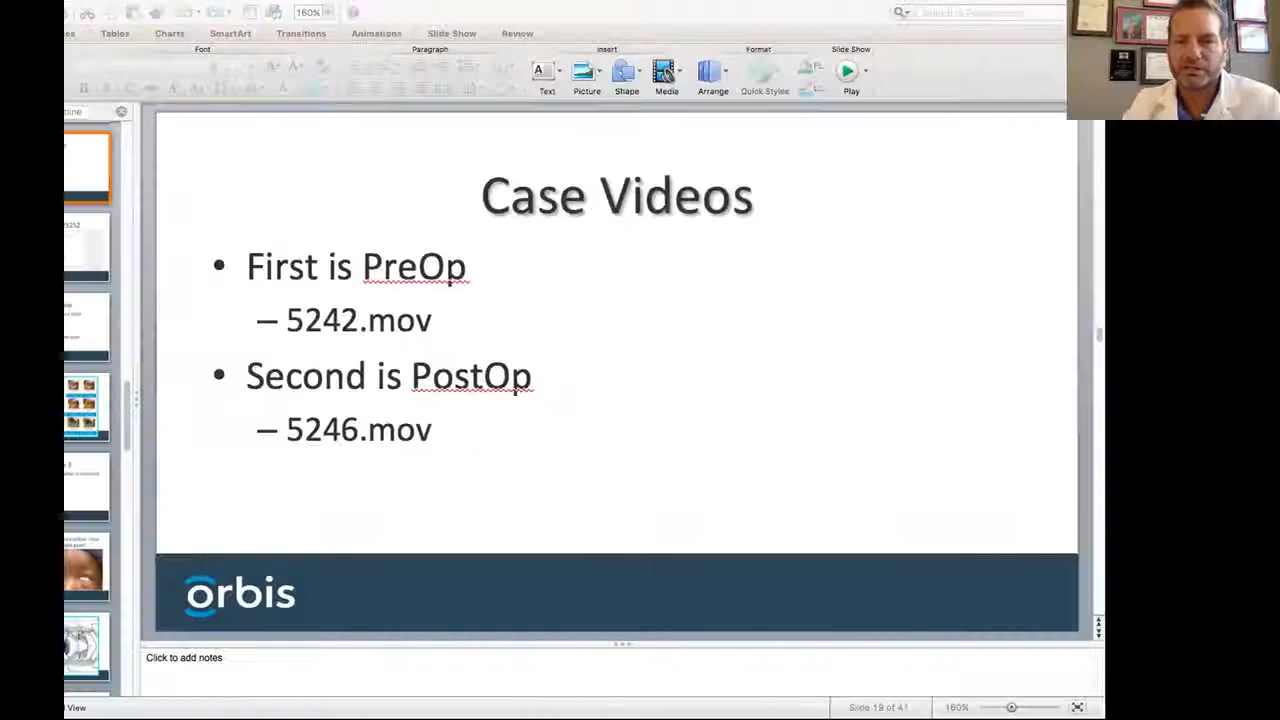 160%
Tables Charts SmartArt Transitions Animations Slide Show Review
Font Paragraph Insert Format Slide Show
Text Picture Shape Media Arrange Quick Styles Play
Case Videos
• First is PreOp
– 5242.mov
• Second is PostOp
– 5246.mov
orbis
Click to add notes
View Slide 19 of 41 160%